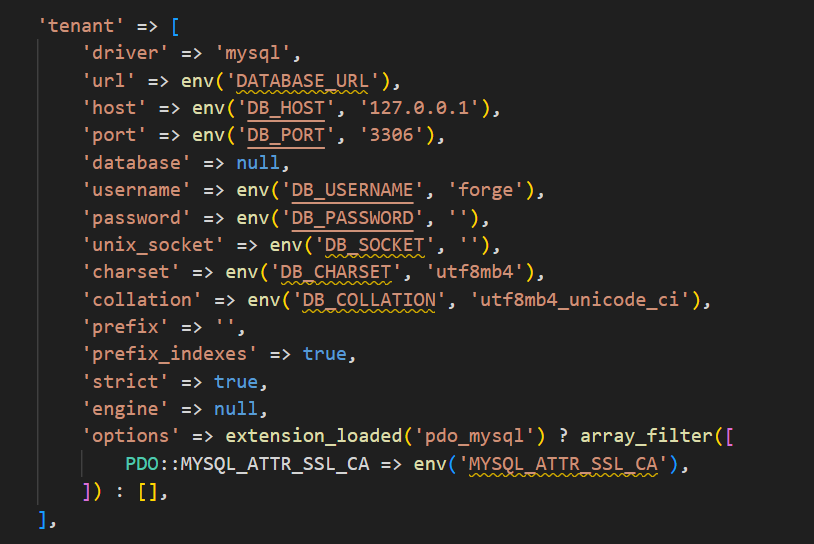 'tenant' => [
'driver' => 'mysql',
'url' => env('DATABASE_URL'),
'host' => env('DB_HOST', '127.0.0.1'),
'port' => env('DB_PORT', '3306'),
'database' => null,
'username' => env('DB_USERNAME', 'forge'),
'password' => env('DB_PASSWORD', ''),
'unix_socket' => env('DB_SOCKET', ''),
'charset' => env('DB_CHARSET', 'utf8mb4'),
'collation' => env('DB_COLLATION', 'utf8mb4_unicode_ci'),
'prefix' => '',
'prefix_indexes' => true,
'strict' => true,
'engine' => null,
'options' => extension_loaded('pdo_mysql') ? array_filter([
PDO::MYSQL_ATTR_SSL_CA => env('MYSQL_ATTR_SSL_CA'),
]) : [],
],